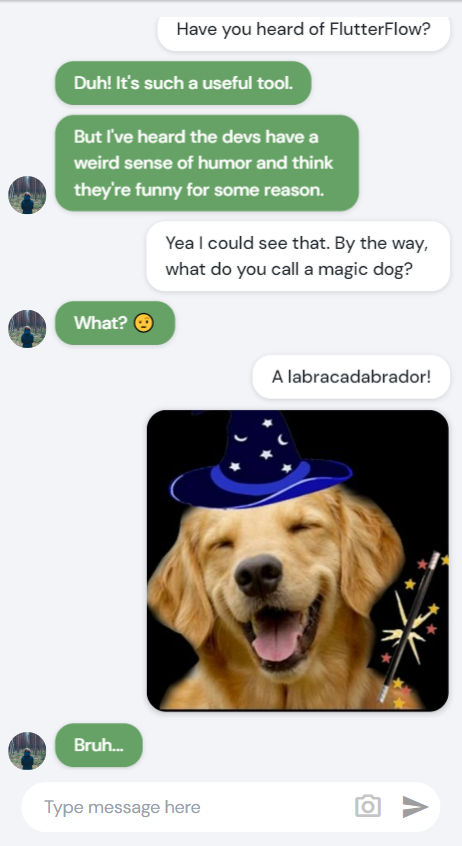 Have you heard of FlutterFlow?
Duh! It's such a useful tool.
But I've heard the devs have a
weird sense of humor and think
they're funny for some reason.
Yea I could see that. By the way,
what do you call a magic dog?
What? 🤨
A labracadabrador!
Bruh...
Type message here